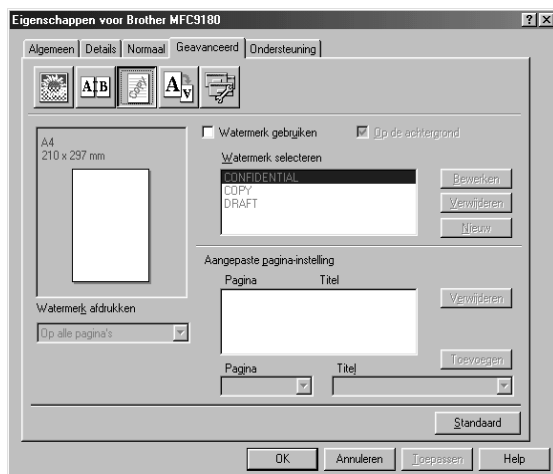 Eigenschappen voor Brother MFC9180
Algemeen Details Normaal Geavanceerd Ondersteuning
A B A A
A4
210 x 297 mm
Watermerk gebruiken Op de achtergrond
Watermerk selecteren
CONFIDENTIAL
COPY
DRAFT
Bewerken
Verwijderen
Nieuw
Watermerk afdrukken
Op alle pagina's
Aangepaste pagina-instelling
Pagina Titel
Verwijderen
Toevoegen
Pagina Titel
Standaard
OK Annuleren Toepassen Help